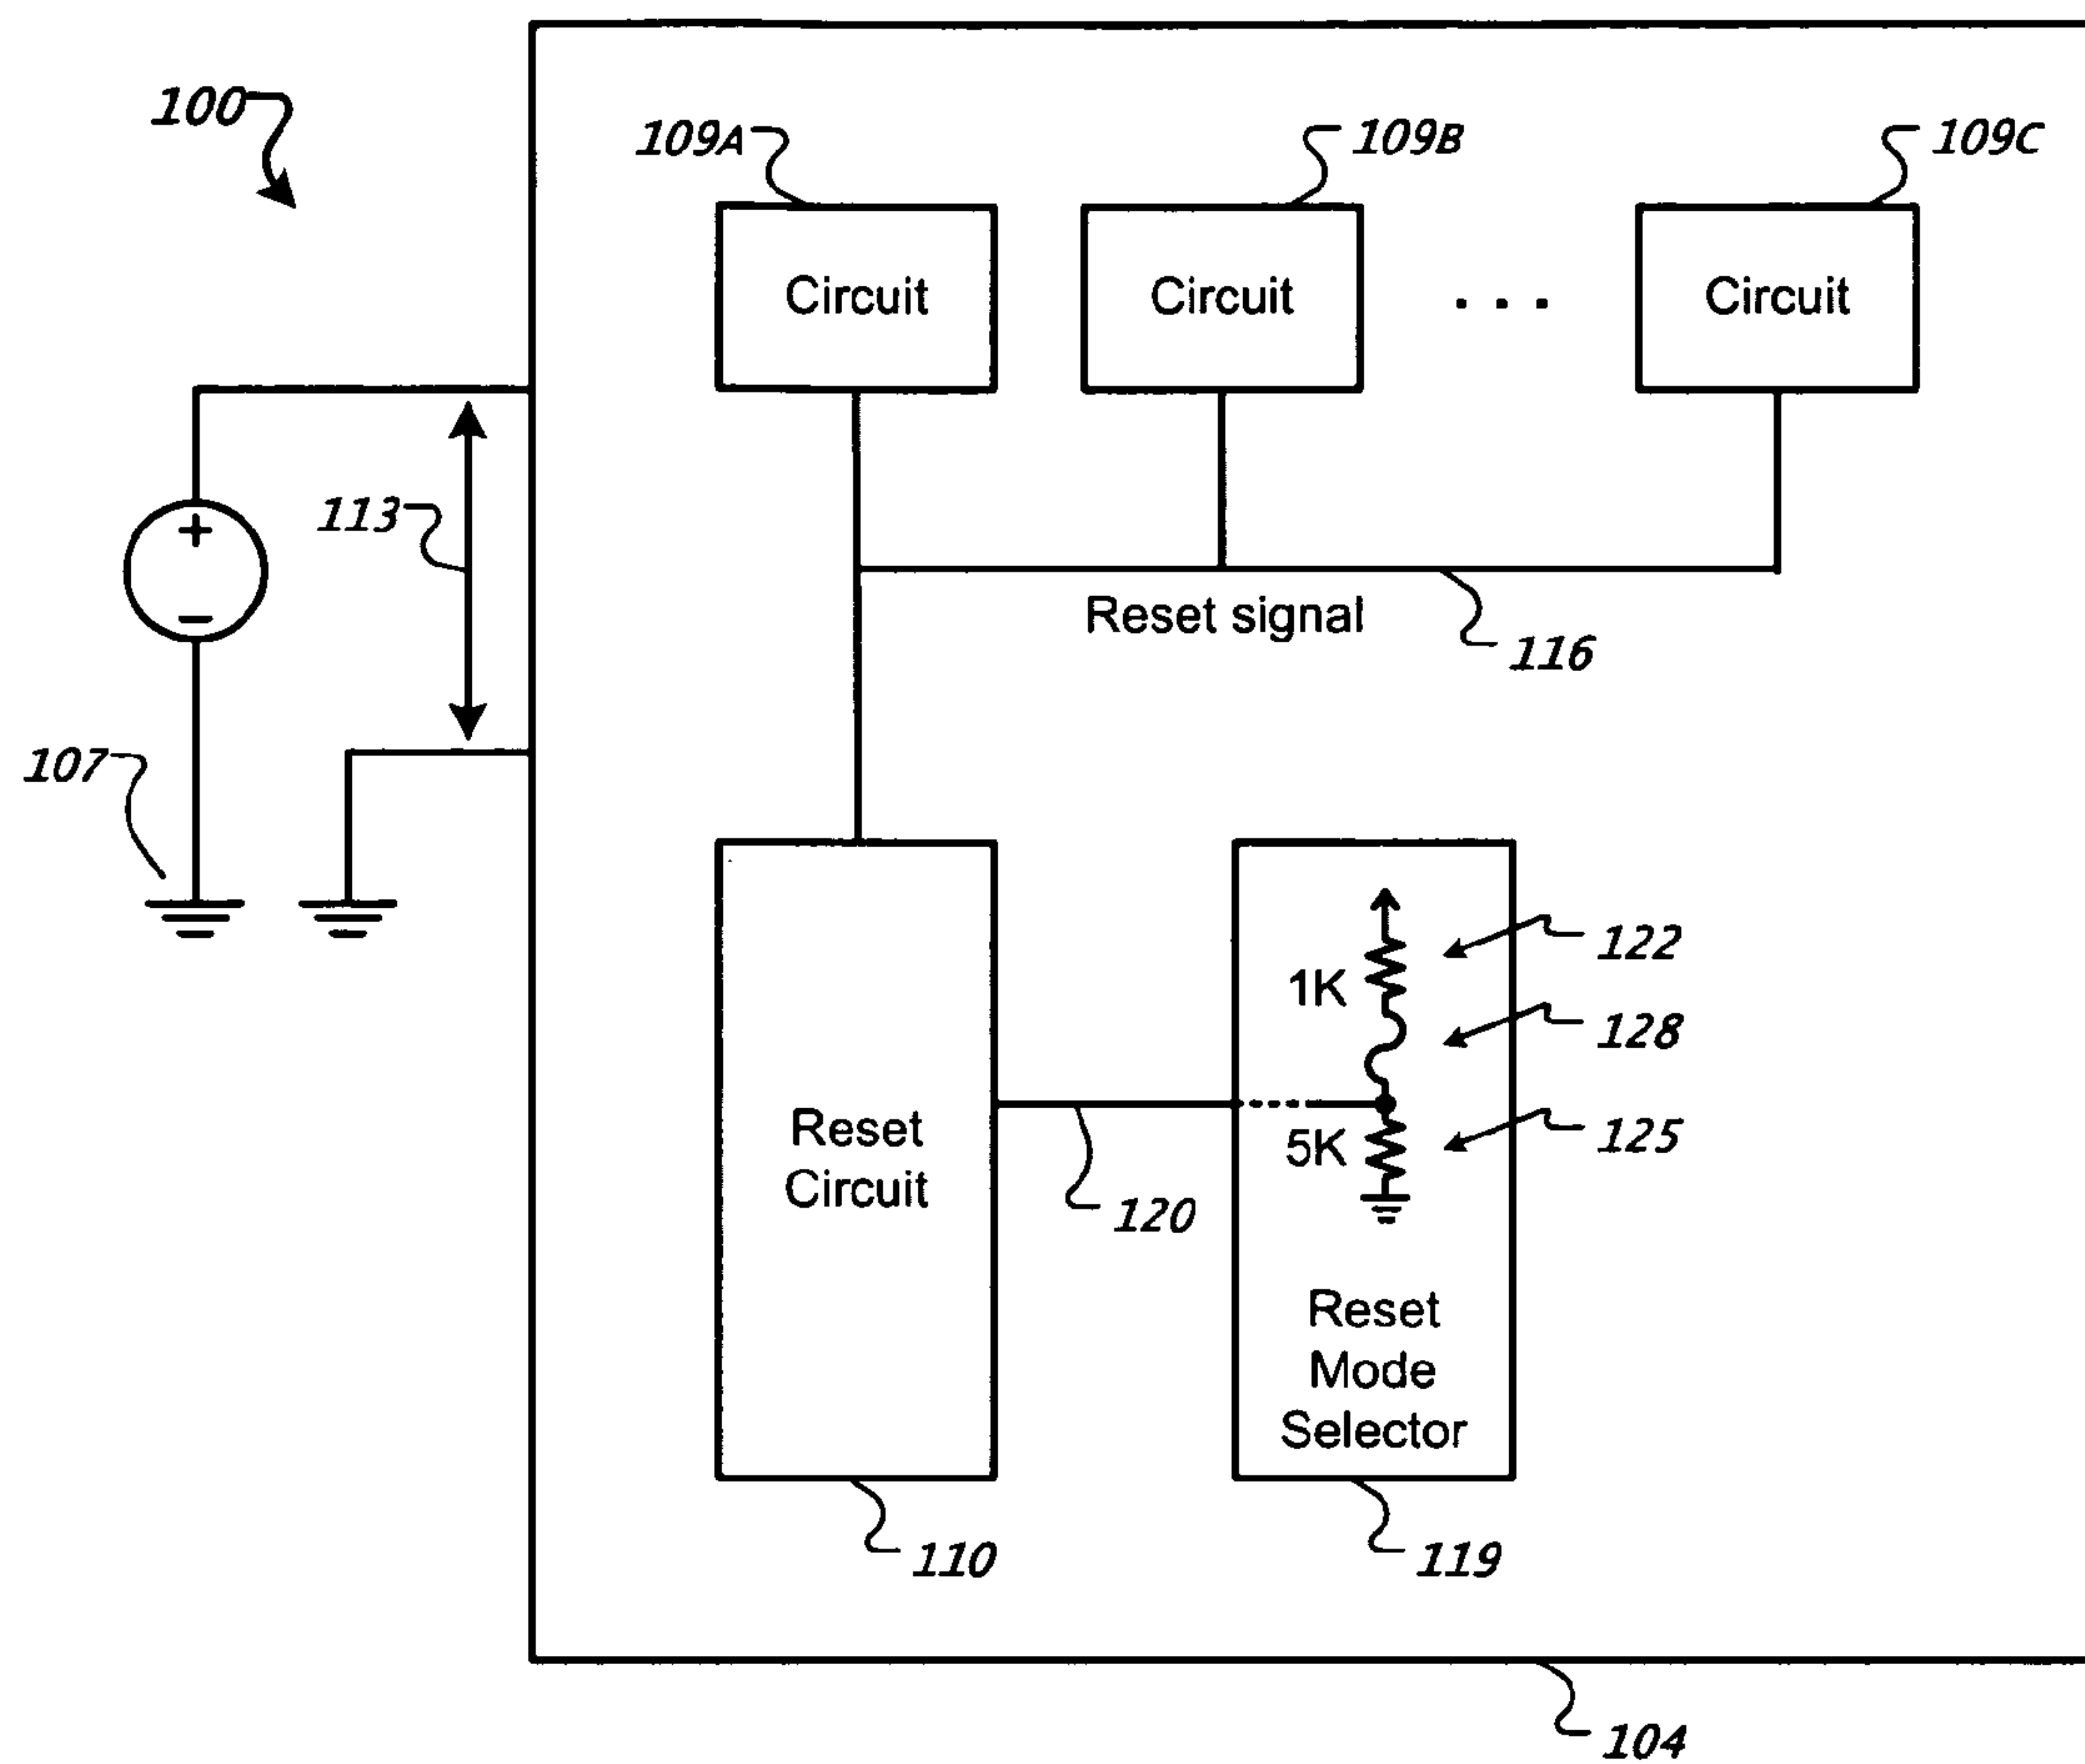 100
109A
109B
109C
Circuit
Circuit
. . .
Circuit
+
113
−
Reset signal
116
107
122
1K
128
Reset
Circuit
5K
125
120
Reset
Mode
Selector
110
119
104